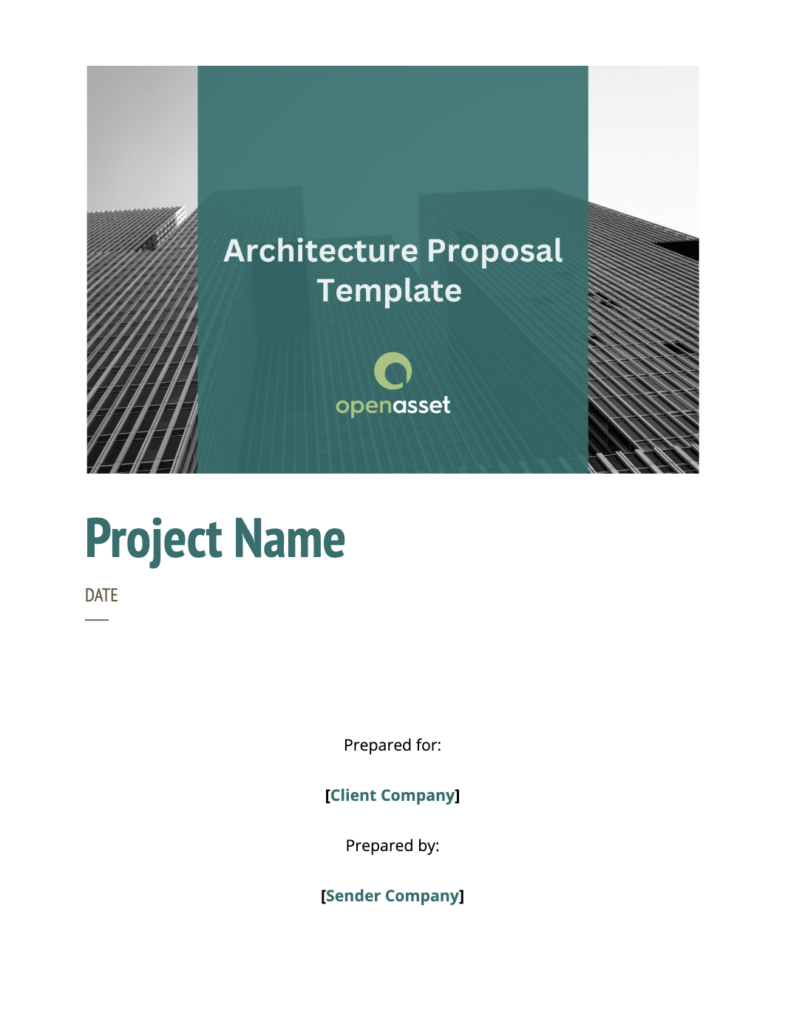 Architecture Proposal
Template
openasset
Project Name
DATE
Prepared for:
[Client Company]
Prepared by:
[Sender Company]